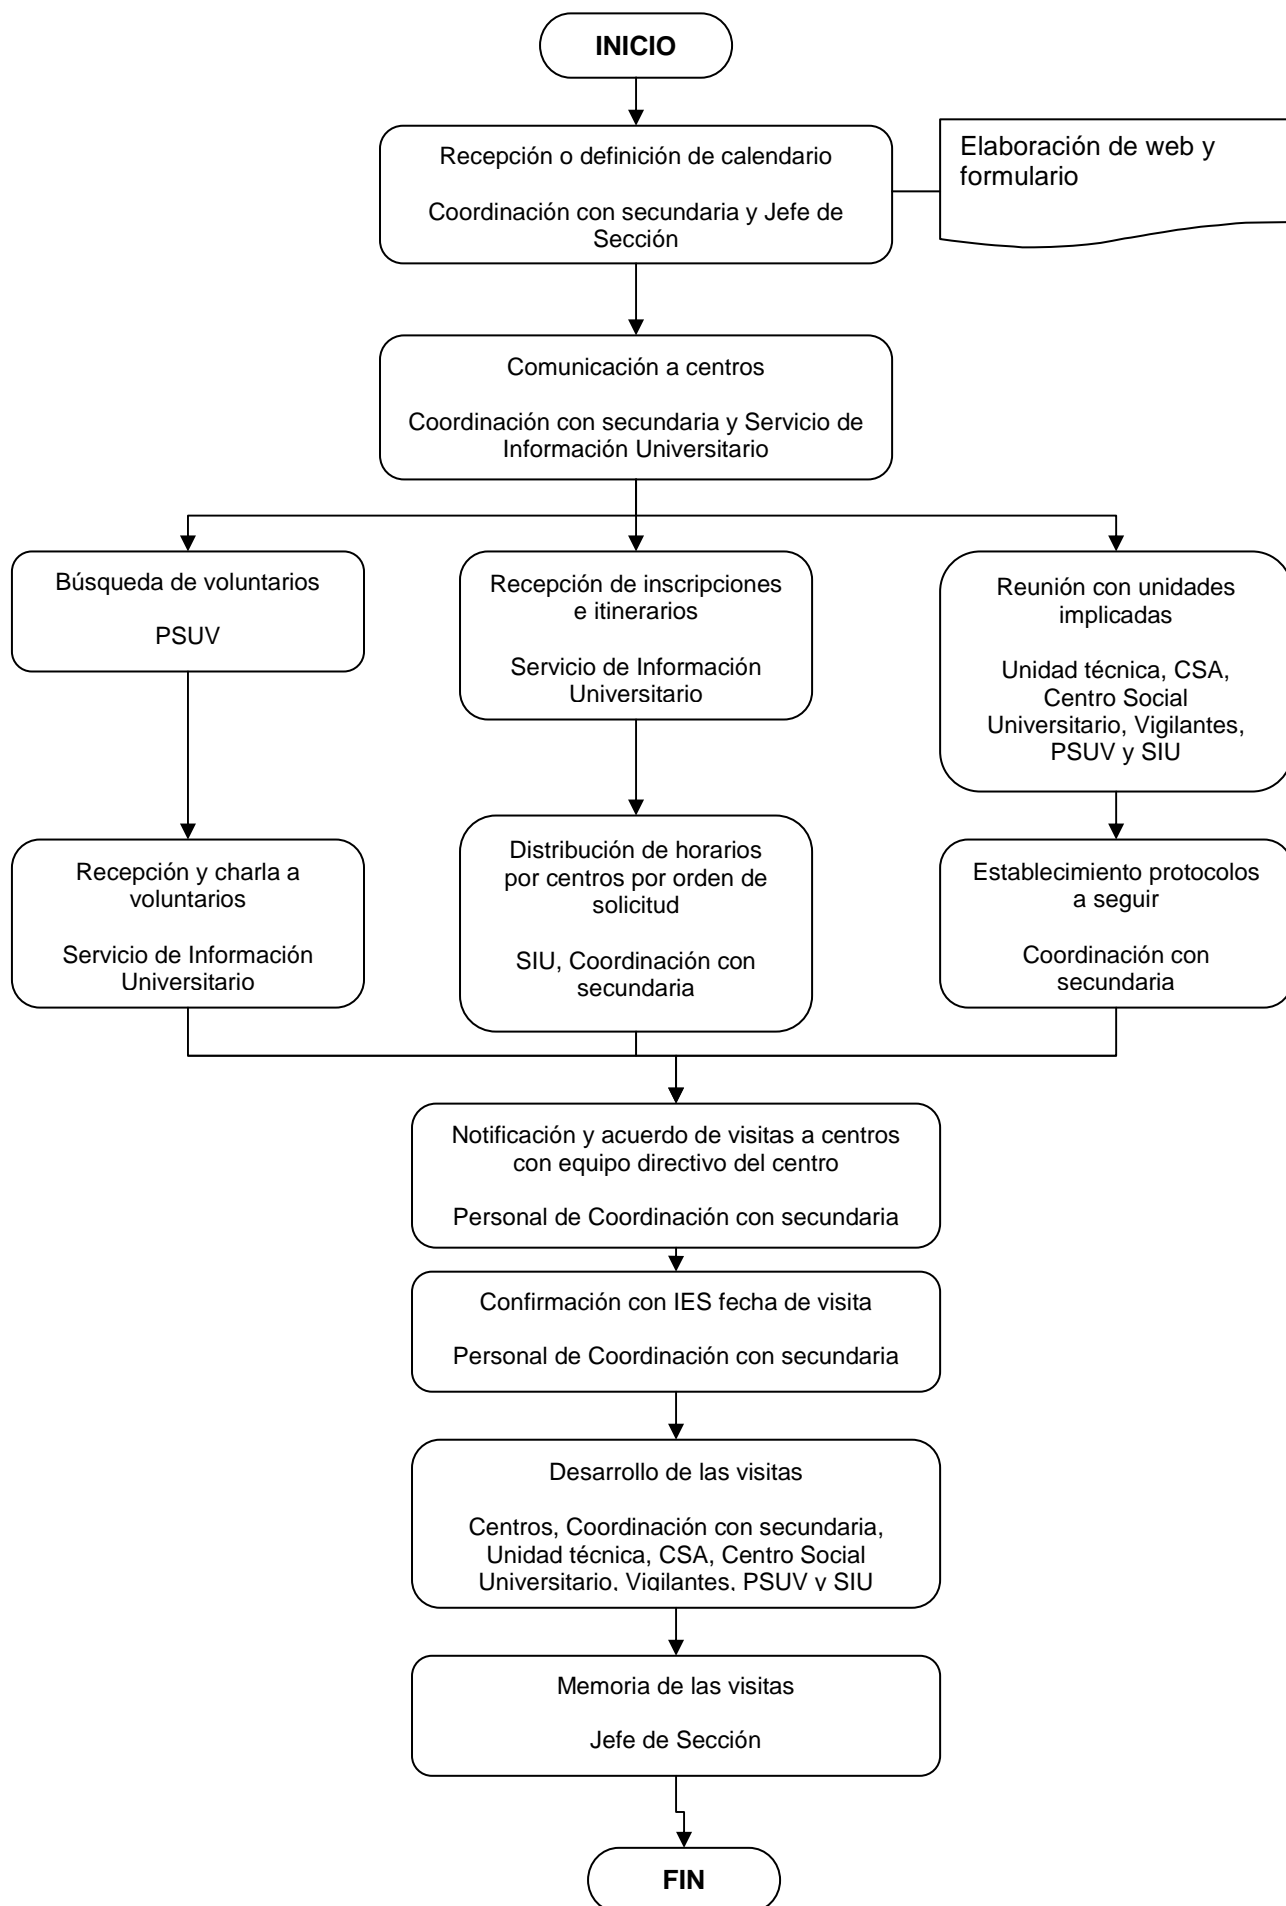 INICIO
Recepción o definición de calendario
Coordinación con secundaria y Jefe de
Sección
Elaboración de web y
formulario
Comunicación a centros
Coordinación con secundaria y Servicio de
Información Universitario
Búsqueda de voluntarios
PSUV
Recepción de inscripciones
e itinerarios
Servicio de Información
Universitario
Reunión con unidades
implicadas
Unidad técnica, CSA,
Centro Social
Universitario, Vigilantes,
PSUV y SIU
Recepción y charla a
voluntarios
Servicio de Información
Universitario
Distribución de horarios
por centros por orden de
solicitud
SIU, Coordinación con
secundaria
Establecimiento protocolos
a seguir
Coordinación con
secundaria
Notificación y acuerdo de visitas a centros
con equipo directivo del centro
Personal de Coordinación con secundaria
Confirmación con IES fecha de visita
Personal de Coordinación con secundaria
Desarrollo de las visitas
Centros, Coordinación con secundaria,
Unidad técnica, CSA, Centro Social
Universitario, Vigilantes, PSUV y SIU
Memoria de las visitas
Jefe de Sección
FIN